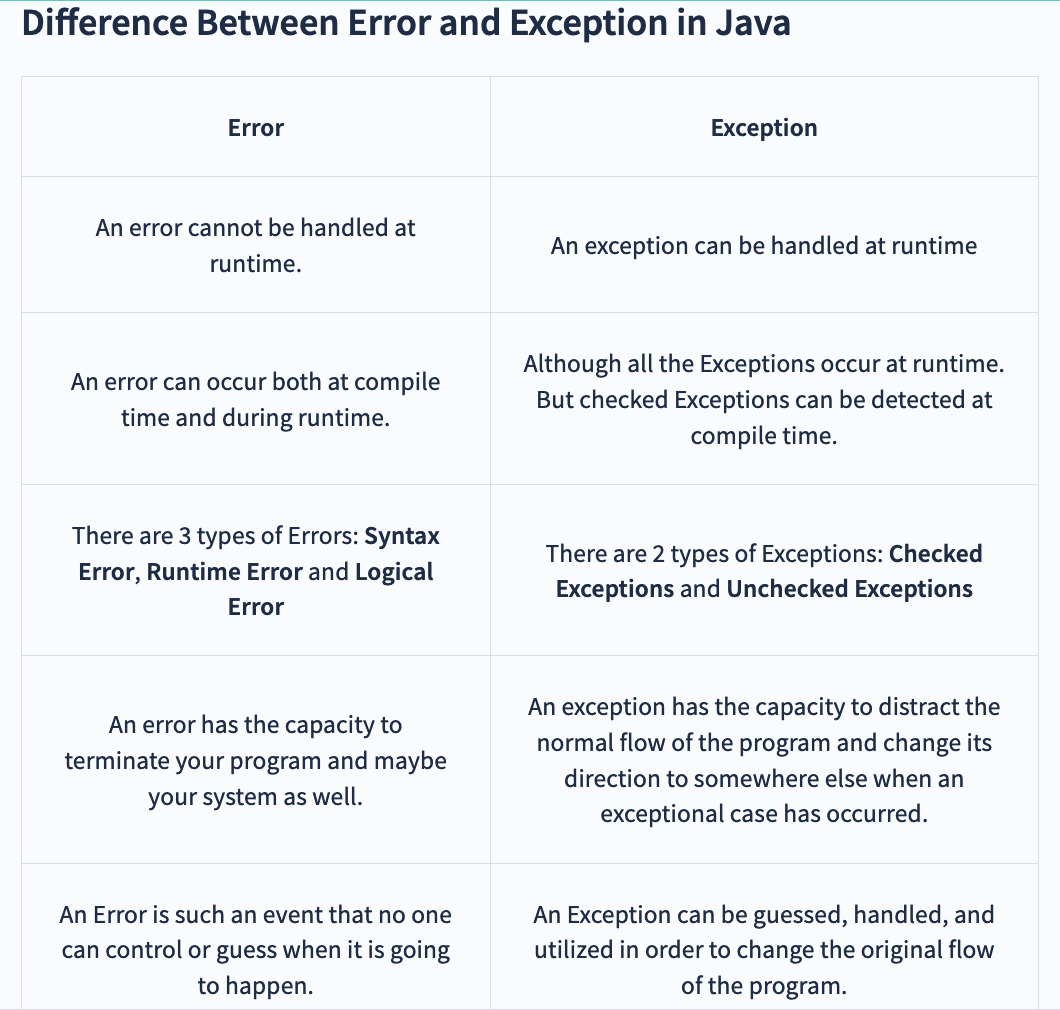 Difference Between Error and Exception in Java
Error
Exception
An error cannot be handled at
runtime.
An exception can be handled at runtime
An error can occur both at compile
time and during runtime.
Although all the Exceptions occur at runtime.
But checked Exceptions can be detected at
compile time.
There are 3 types of Errors: Syntax
Error, Runtime Error and Logical
Error
There are 2 types of Exceptions: Checked
Exceptions and Unchecked Exceptions
An error has the capacity to
terminate your program and maybe
your system as well.
An exception has the capacity to distract the
normal flow of the program and change its
direction to somewhere else when an
exceptional case has occurred.
An Error is such an event that no one
can control or guess when it is going
to happen.
An Exception can be guessed, handled, and
utilized in order to change the original flow
of the program.